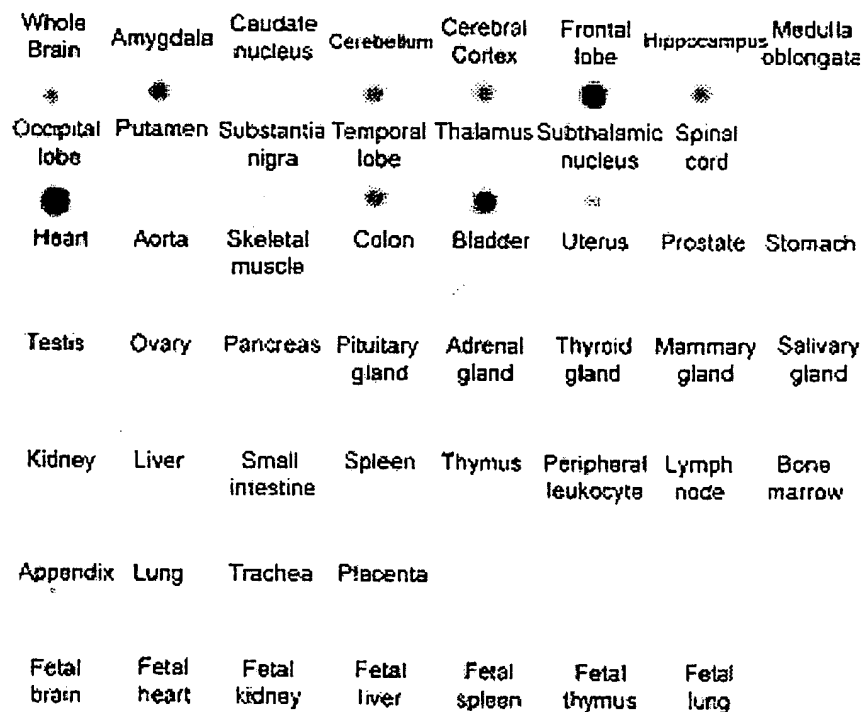 Whole Brain Amygdala Caudate nucleus Cerebellum Cerebral Cortex Frontal lobe Hippocampus Medulla oblongata
Occipital lobe Putamen Substantia nigra Temporal lobe Thalamus Subthalamic nucleus Spinal cord
Heart Aorta Skeletal muscle Colon Bladder Uterus Prostate Stomach
Testis Ovary Pancreas Pituitary gland Adrenal gland Thyroid gland Mammary gland Salivary gland
Kidney Liver Small intestine Spleen Thymus Peripheral leukocyte Lymph node Bone marrow
Appendix Lung Trachea Placenta
Fetal brain Fetal heart Fetal kidney Fetal liver Fetal spleen Fetal thymus Fetal lung